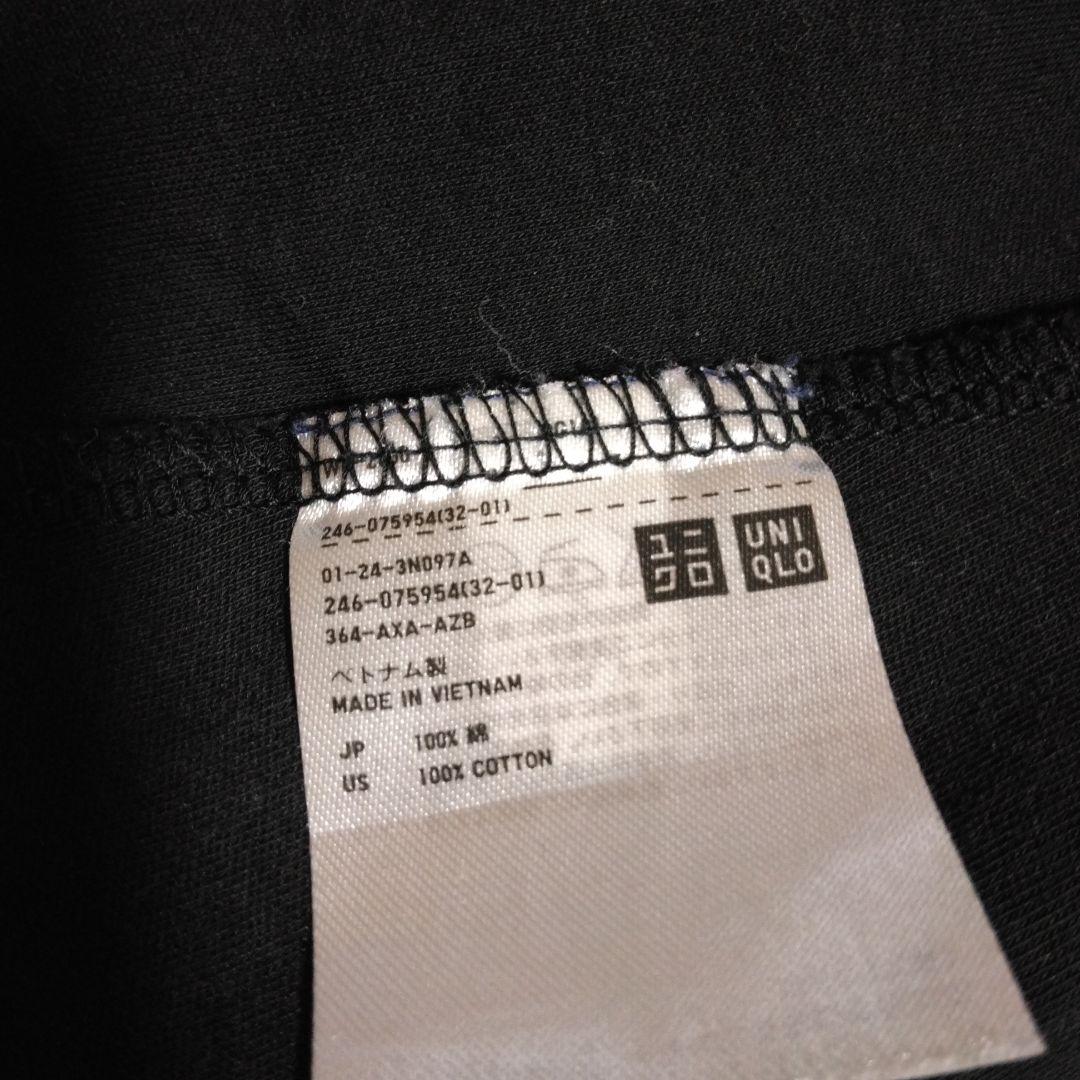 246-075954(32-01)
01-24-3N097A
246-075954(32-01)
364-AXA-AZB
ユニ
クロ
UNI
QLO
ベトナム製
MADE IN VIETNAM
JP 100% 綿
US 100% COTTON